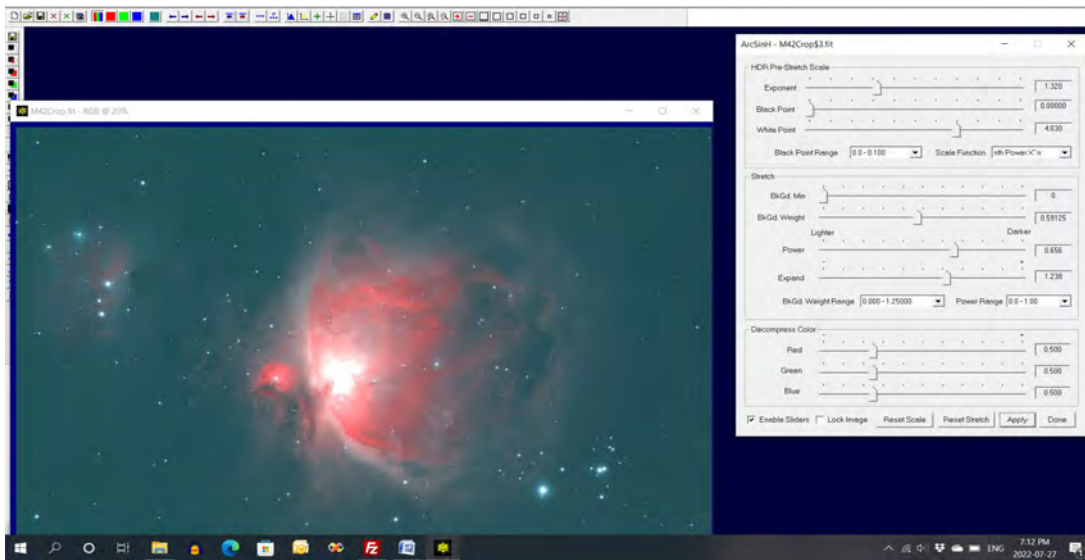 ArcSinH - M42Crop$3.fit
M42Crop.fit - RGB @ 20%
HDR Pre-Stretch Scale
Exponent 1.320
Black Point 0.00000
White Point 4.030
Black Point Range 0.0 - 0.100 Scale Function nth Power X^n
Stretch
BkGd. Min 0
BkGd. Weight 0.59125
Lighter Darker
Power 0.656
Expand 1.238
BkGd. Weight Range 0.000 - 1.25000 Power Range 0.0 - 1.00
Decompress Color
Red 0.500
Green 0.500
Blue 0.500
Enable Sliders Lock Image Reset Scale Reset Stretch Apply Done
ENG 7:12 PM
2022-07-27